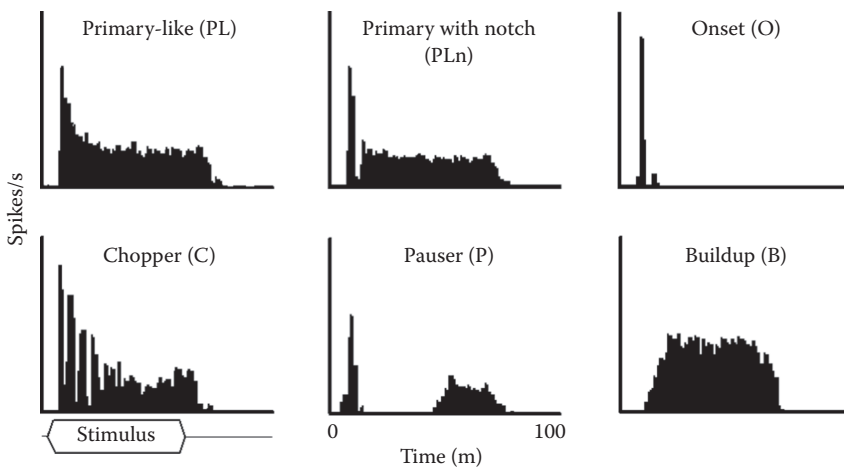 Primary-like (PL)
Primary with notch
(PLn)
Onset (O)
Spikes/s
Chopper (C)
Pauser (P)
Buildup (B)
Stimulus
0
100
Time (m)